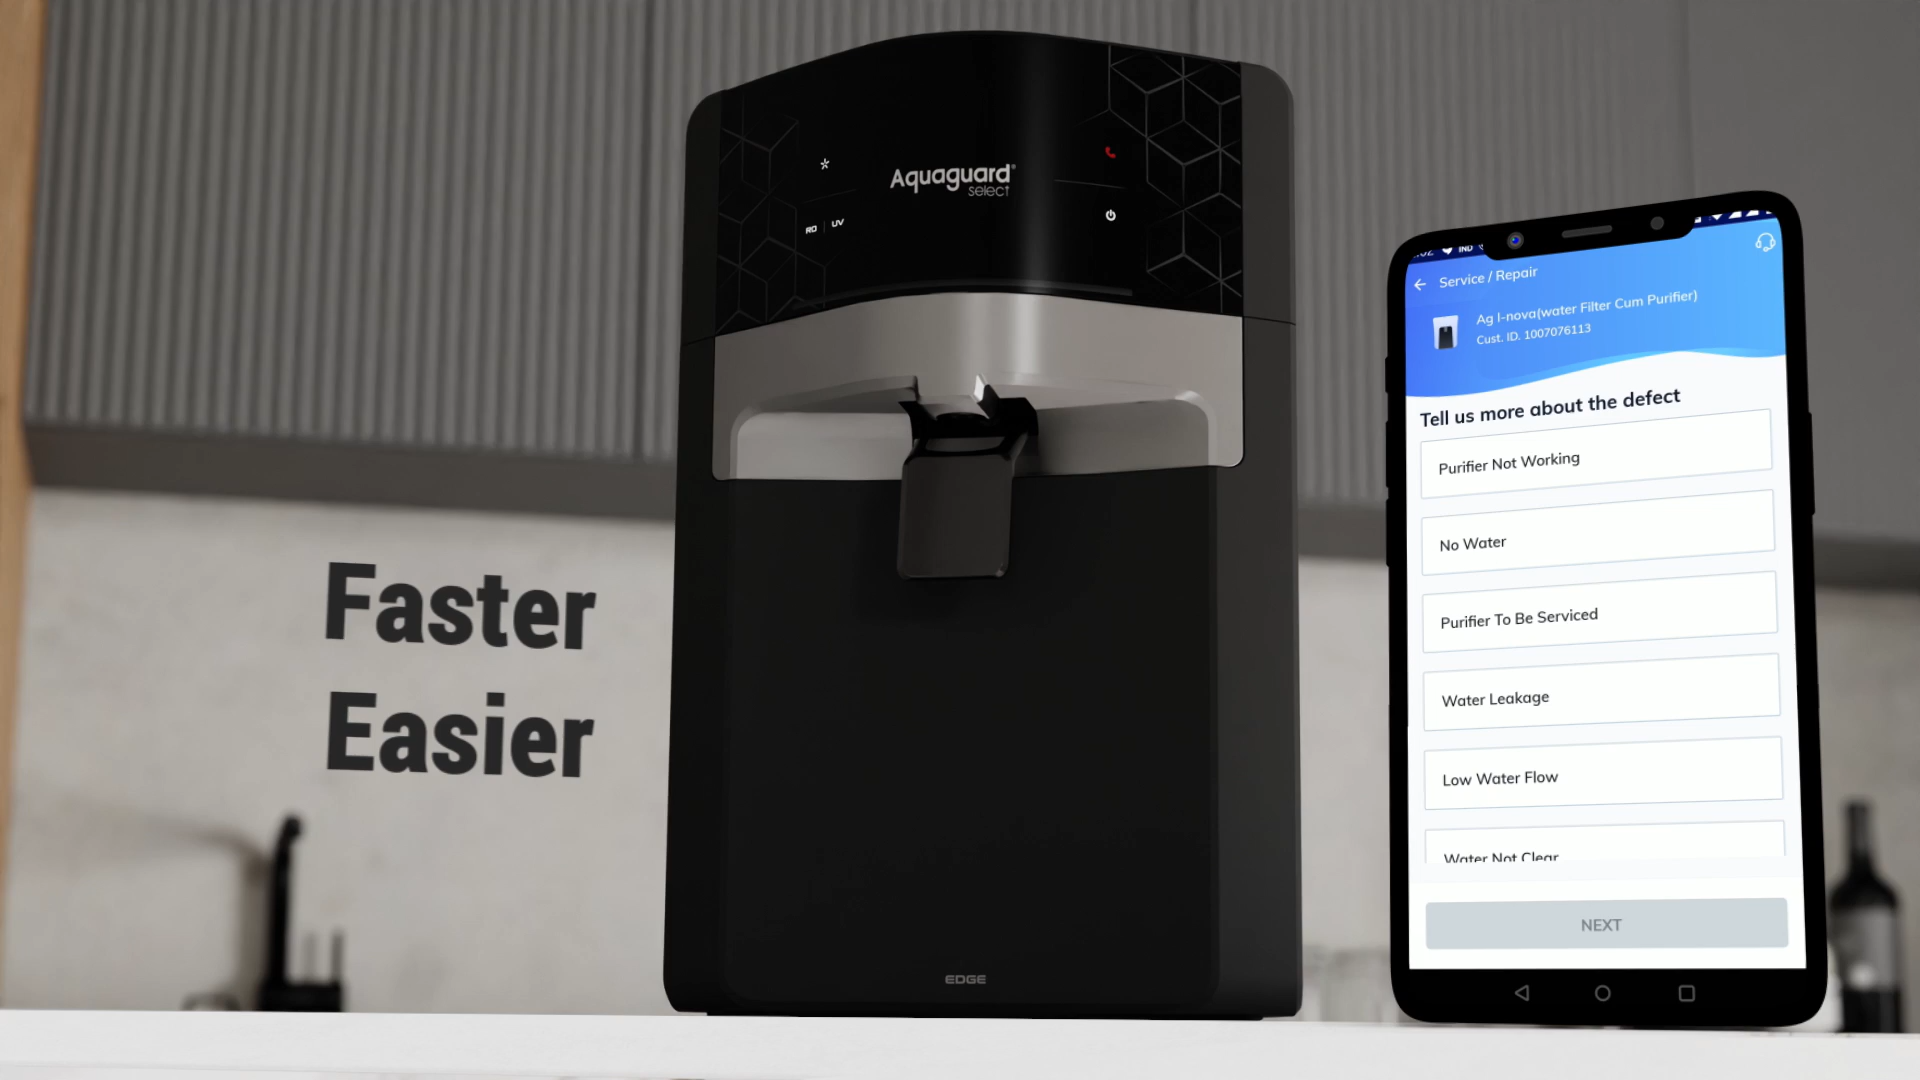 Aquaguard
select
RO | UV
Faster
Easier
EDGE
IND
Service / Repair
Ag I-nova(water Filter Cum Purifier)
Cust. ID. 1007076113
Tell us more about the defect
Purifier Not Working
No Water
Purifier To Be Serviced
Water Leakage
Low Water Flow
Water Not Clear
NEXT